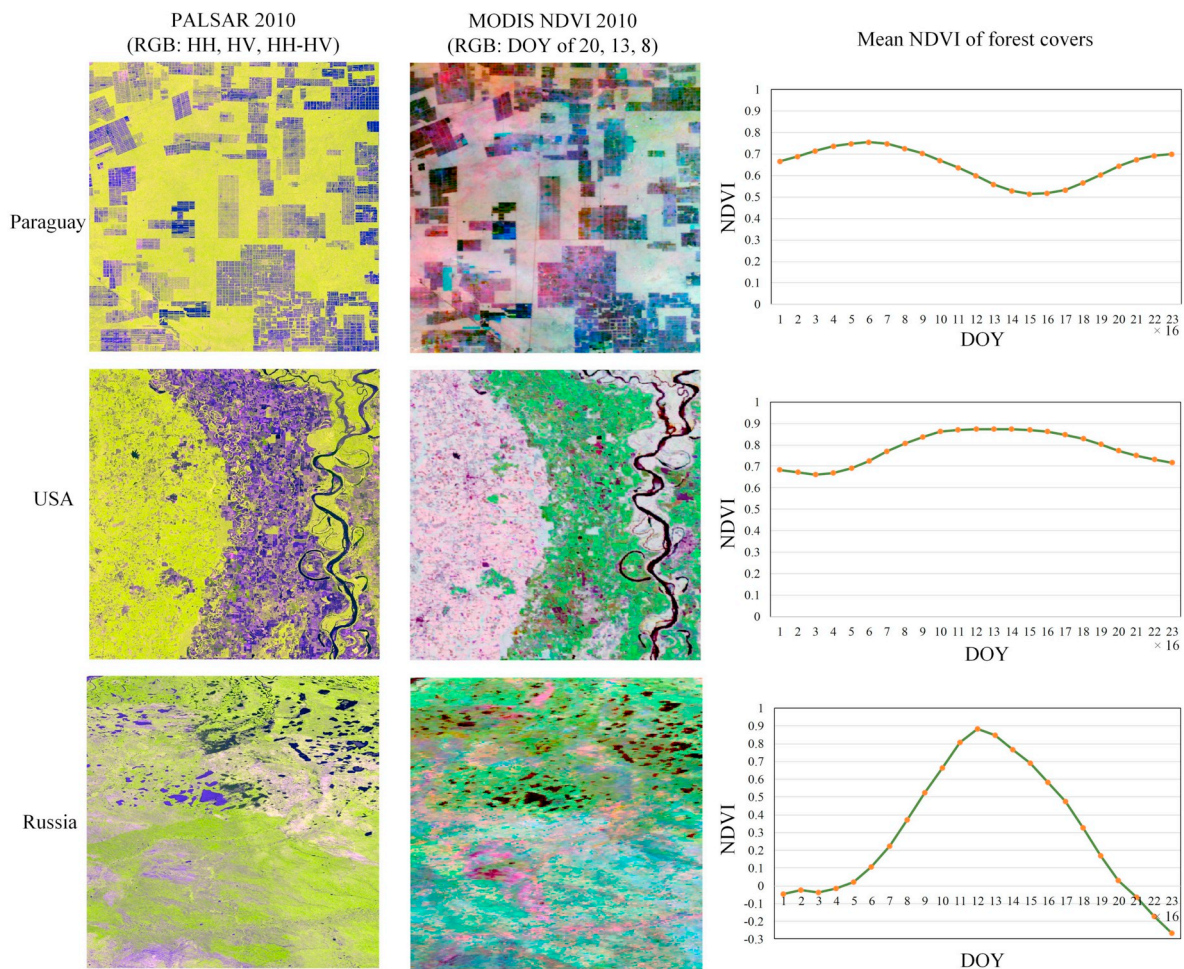 PALSAR 2010
(RGB: HH, HV, HH-HV)
MODIS NDVI 2010
(RGB: DOY of 20, 13, 8)
Mean NDVI of forest covers
Paraguay
NDVI
1
0.9
0.8
0.7
0.6
0.5
0.4
0.3
0.2
0.1
0
1 2 3 4 5 6 7 8 9 10 11 12 13 14 15 16 17 18 19 20 21 22 23
× 16
DOY
USA
NDVI
1
0.9
0.8
0.7
0.6
0.5
0.4
0.3
0.2
0.1
0
1 2 3 4 5 6 7 8 9 10 11 12 13 14 15 16 17 18 19 20 21 22 23
× 16
DOY
Russia
NDVI
1
0.9
0.8
0.7
0.6
0.5
0.4
0.3
0.2
0.1
0
-0.1
-0.2
-0.3
1 2 3 4 5 6 7 8 9 10 11 12 13 14 15 16 17 18 19 20 21 22 23
× 16
DOY